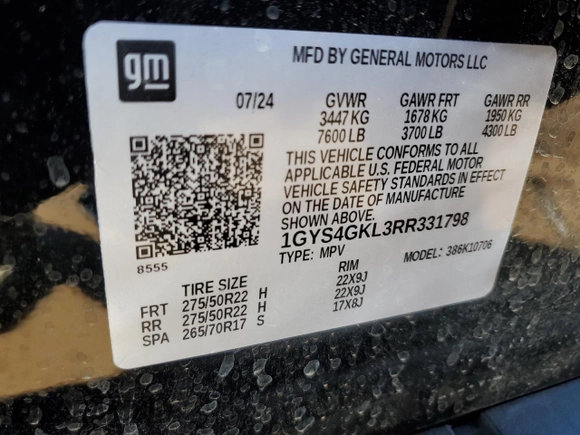 gm
MFD BY GENERAL MOTORS LLC
07/24 GVWR GAWR FRT GAWR RR
3447 KG 1678 KG 1950 KG
7600 LB 3700 LB 4300 LB
THIS VEHICLE CONFORMS TO ALL
APPLICABLE U.S. FEDERAL MOTOR
VEHICLE SAFETY STANDARDS IN EFFECT
ON THE DATE OF MANUFACTURE
SHOWN ABOVE.
1GYS4GKL3RR331798
TYPE: MPV MODEL: 386K10706
8555
TIRE SIZE RIM
FRT 275/50R22 H 22X9J
RR 275/50R22 H 22X9J
SPA 265/70R17 S 17X8J